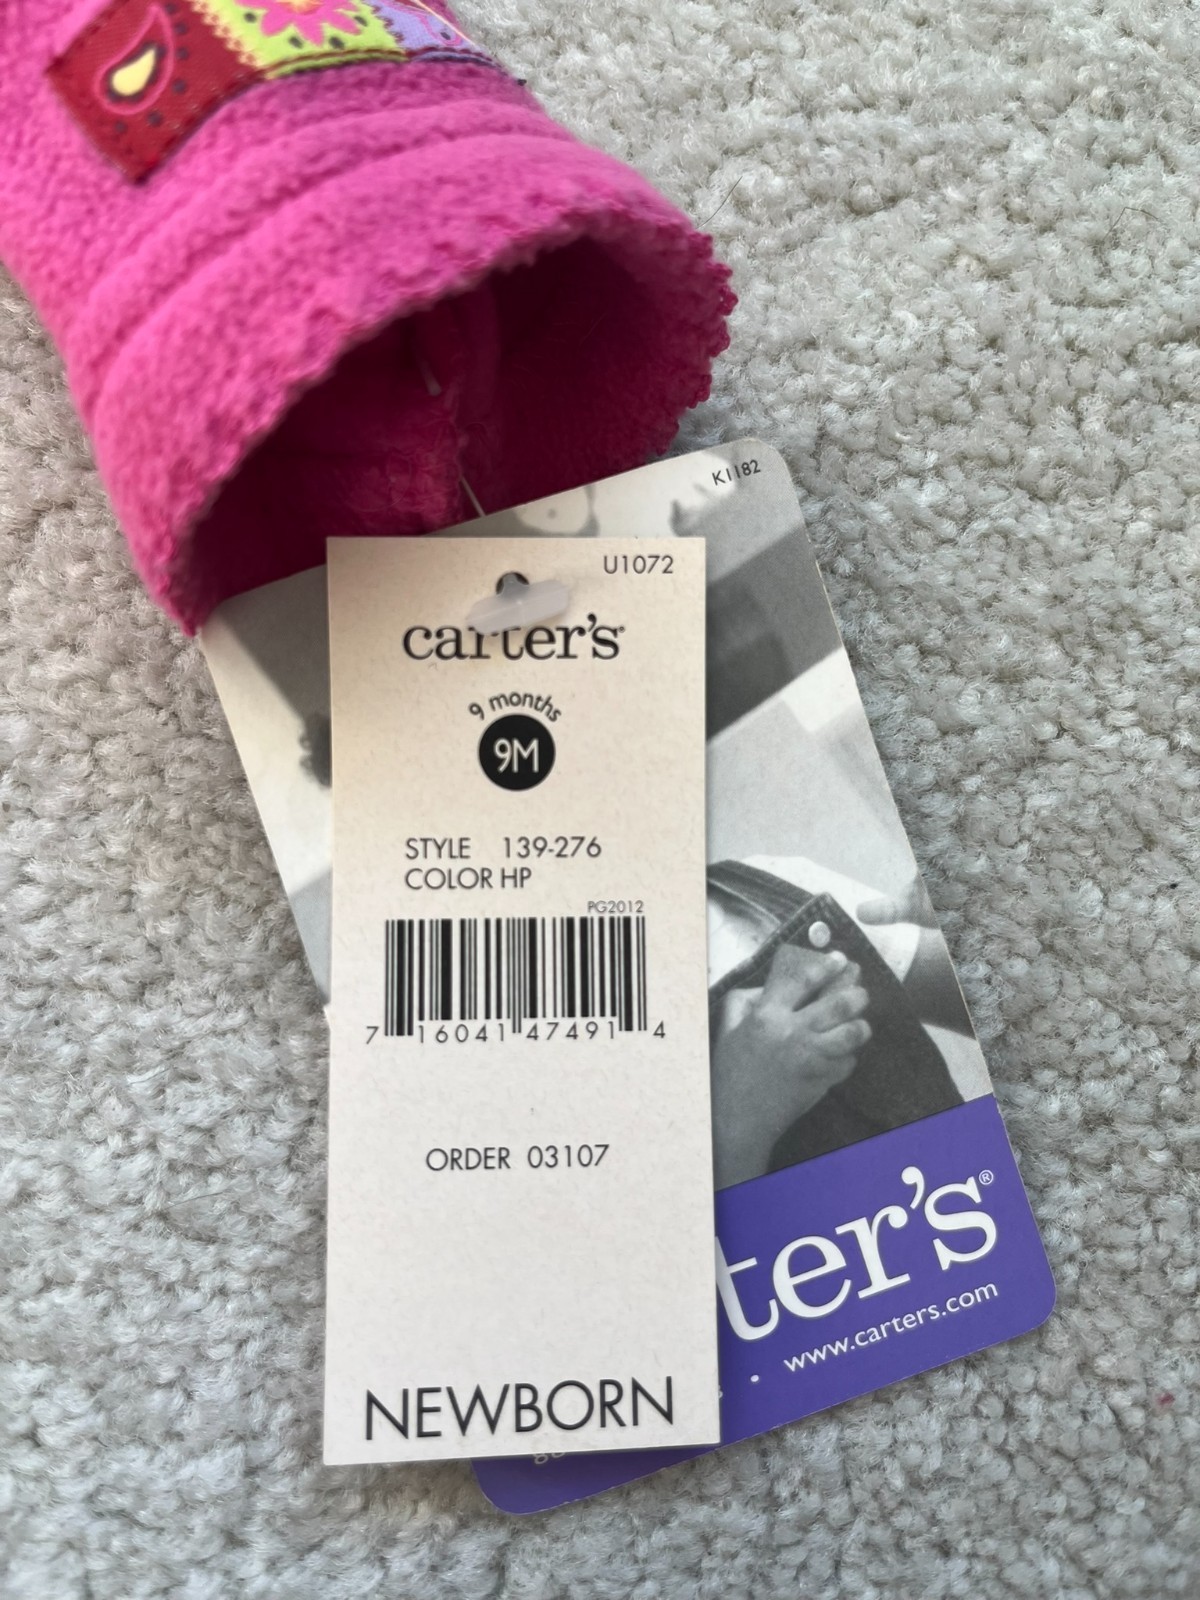 K1182
U1072
carter's
9 months
9M
STYLE 139-276
COLOR HP
PG2012
7 16041 47491 4
ORDER 03107
NEWBORN
ter's®
www.carters.com